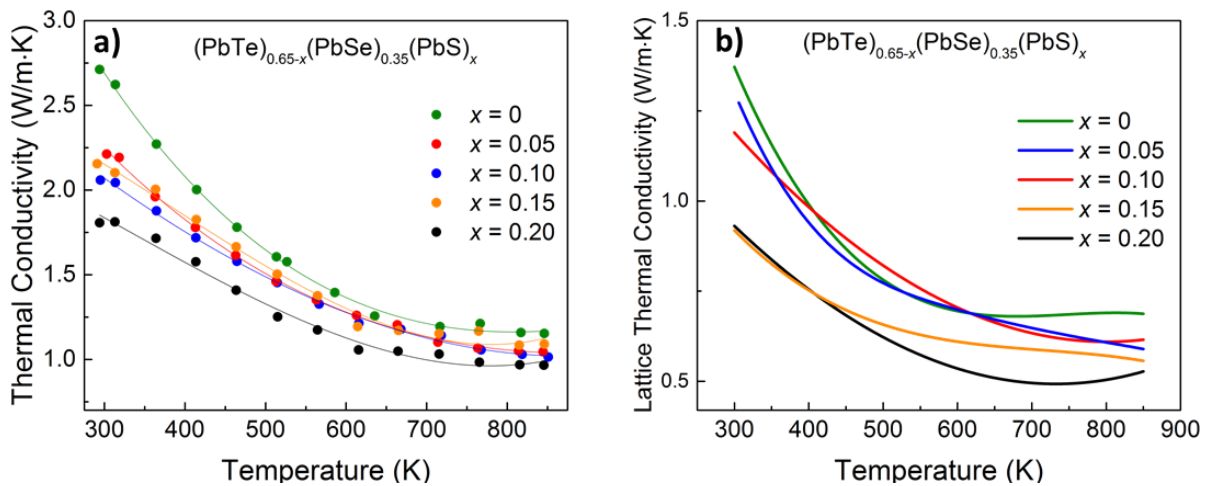 a)
(PbTe)0.65-x(PbSe)0.35(PbS)x
x = 0
x = 0.05
x = 0.10
x = 0.15
x = 0.20
Thermal Conductivity (W/m·K)
3.0
2.5
2.0
1.5
1.0
300 400 500 600 700 800
Temperature (K)
b)
(PbTe)0.65-x(PbSe)0.35(PbS)x
x = 0
x = 0.05
x = 0.10
x = 0.15
x = 0.20
Lattice Thermal Conductivity (W/m·K)
1.5
1.0
0.5
300 400 500 600 700 800 900
Temperature (K)